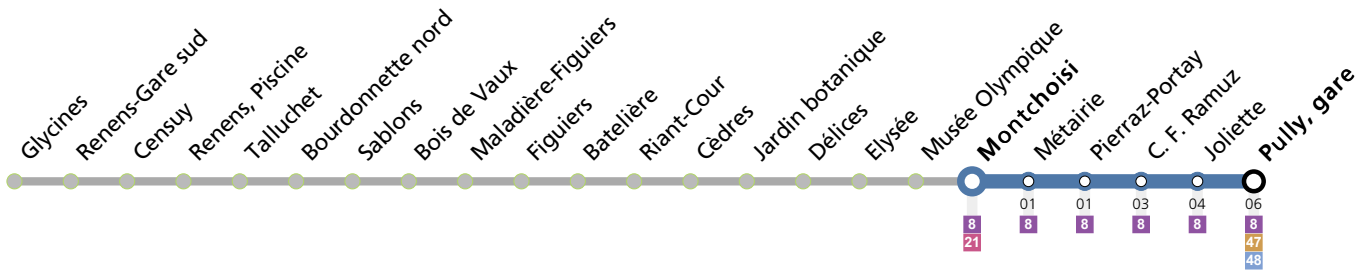 Glycines
Renens-Gare sud
Censuy
Renens, Piscine
Talluchet
Bourdonnette nord
Sablons
Bois de Vaux
Maladière-Figuiers
Figuiers
Batelière
Riant-Cour
Cèdres
Jardin botanique
Délices
Elysée
Musée Olympique
Montchoisi
Métairie
Pierraz-Portay
C. F. Ramuz
Joliette
Pully, gare
01 01 03 04 06
8 8 8 8 8 8
21 47
48